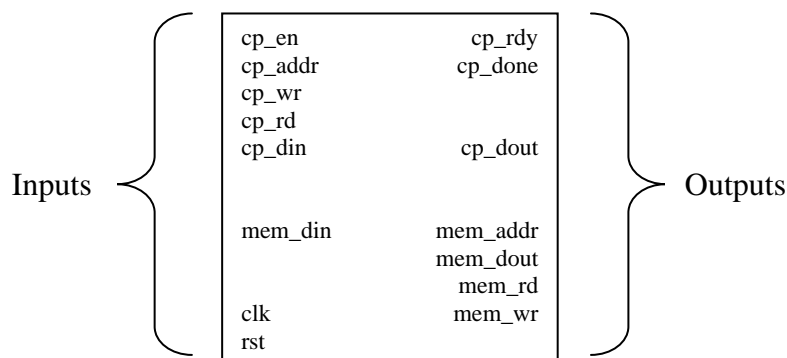 cp_en cp_rdy
cp_addr cp_done
cp_wr
cp_rd
cp_din cp_dout
Inputs Outputs
mem_din mem_addr
mem_dout
mem_rd
clk mem_wr
rst